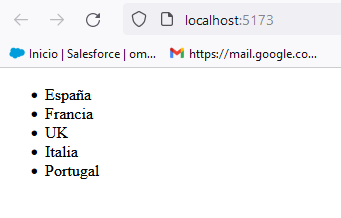 localhost:5173
Inicio | Salesforce | om...
https://mail.google.co...
España
Francia
UK
Italia
Portugal